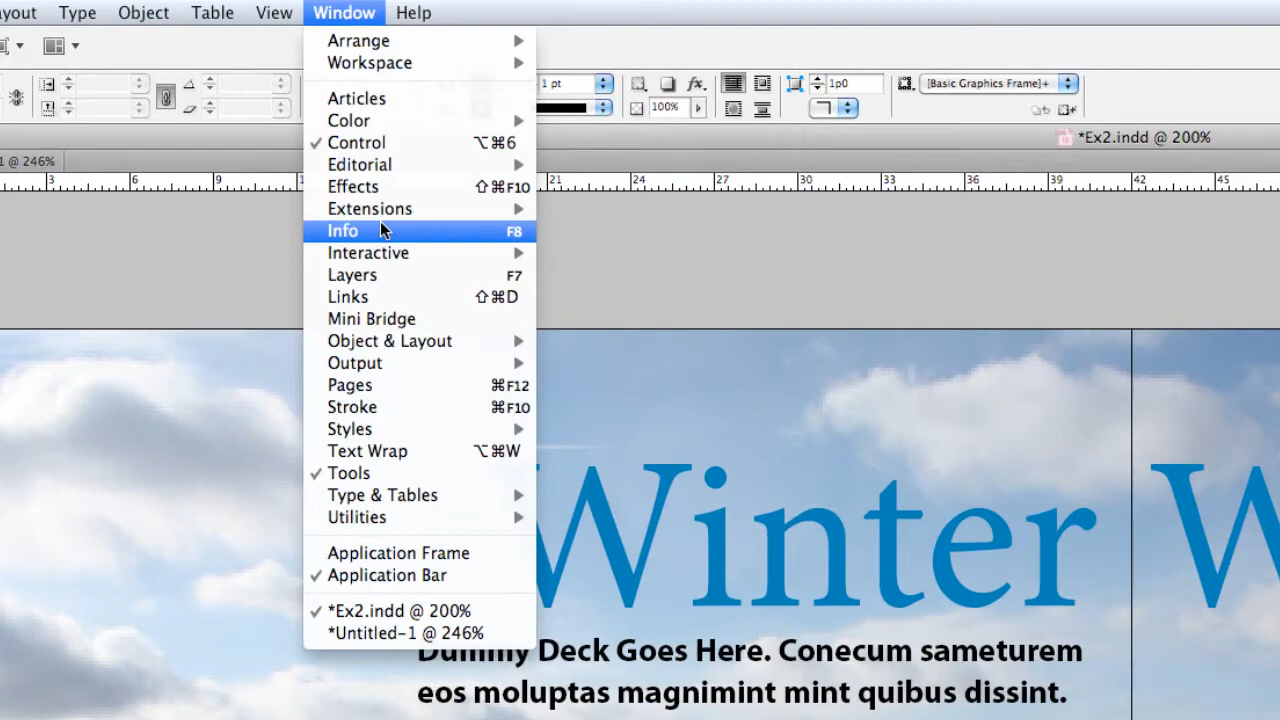 ayout Type Object Table View Window Help
Arrange
Workspace
Articles
Color
Control ⌥⌘6
Editorial
Effects ⇧⌘F10
Extensions
Info F8
Interactive
Layers F7
Links ⇧⌘D
Mini Bridge
Object & Layout
Output
Pages ⌘F12
Stroke ⌘F10
Styles
Text Wrap ⌥⌘W
Tools
Type & Tables
Utilities
Application Frame
Application Bar
*Ex2.indd @ 200%
*Untitled-1 @ 246%
1 pt fx. 1p0 [Basic Graphics Frame]+
100%
*Ex2.indd @ 200%
1 @ 246%
3 6 9 1 21 24 27 30 33 36 39 42 45
Winter W
Dummy Deck Goes Here. Conecum sameturem
eos moluptas magnimint mint quibus dissint.